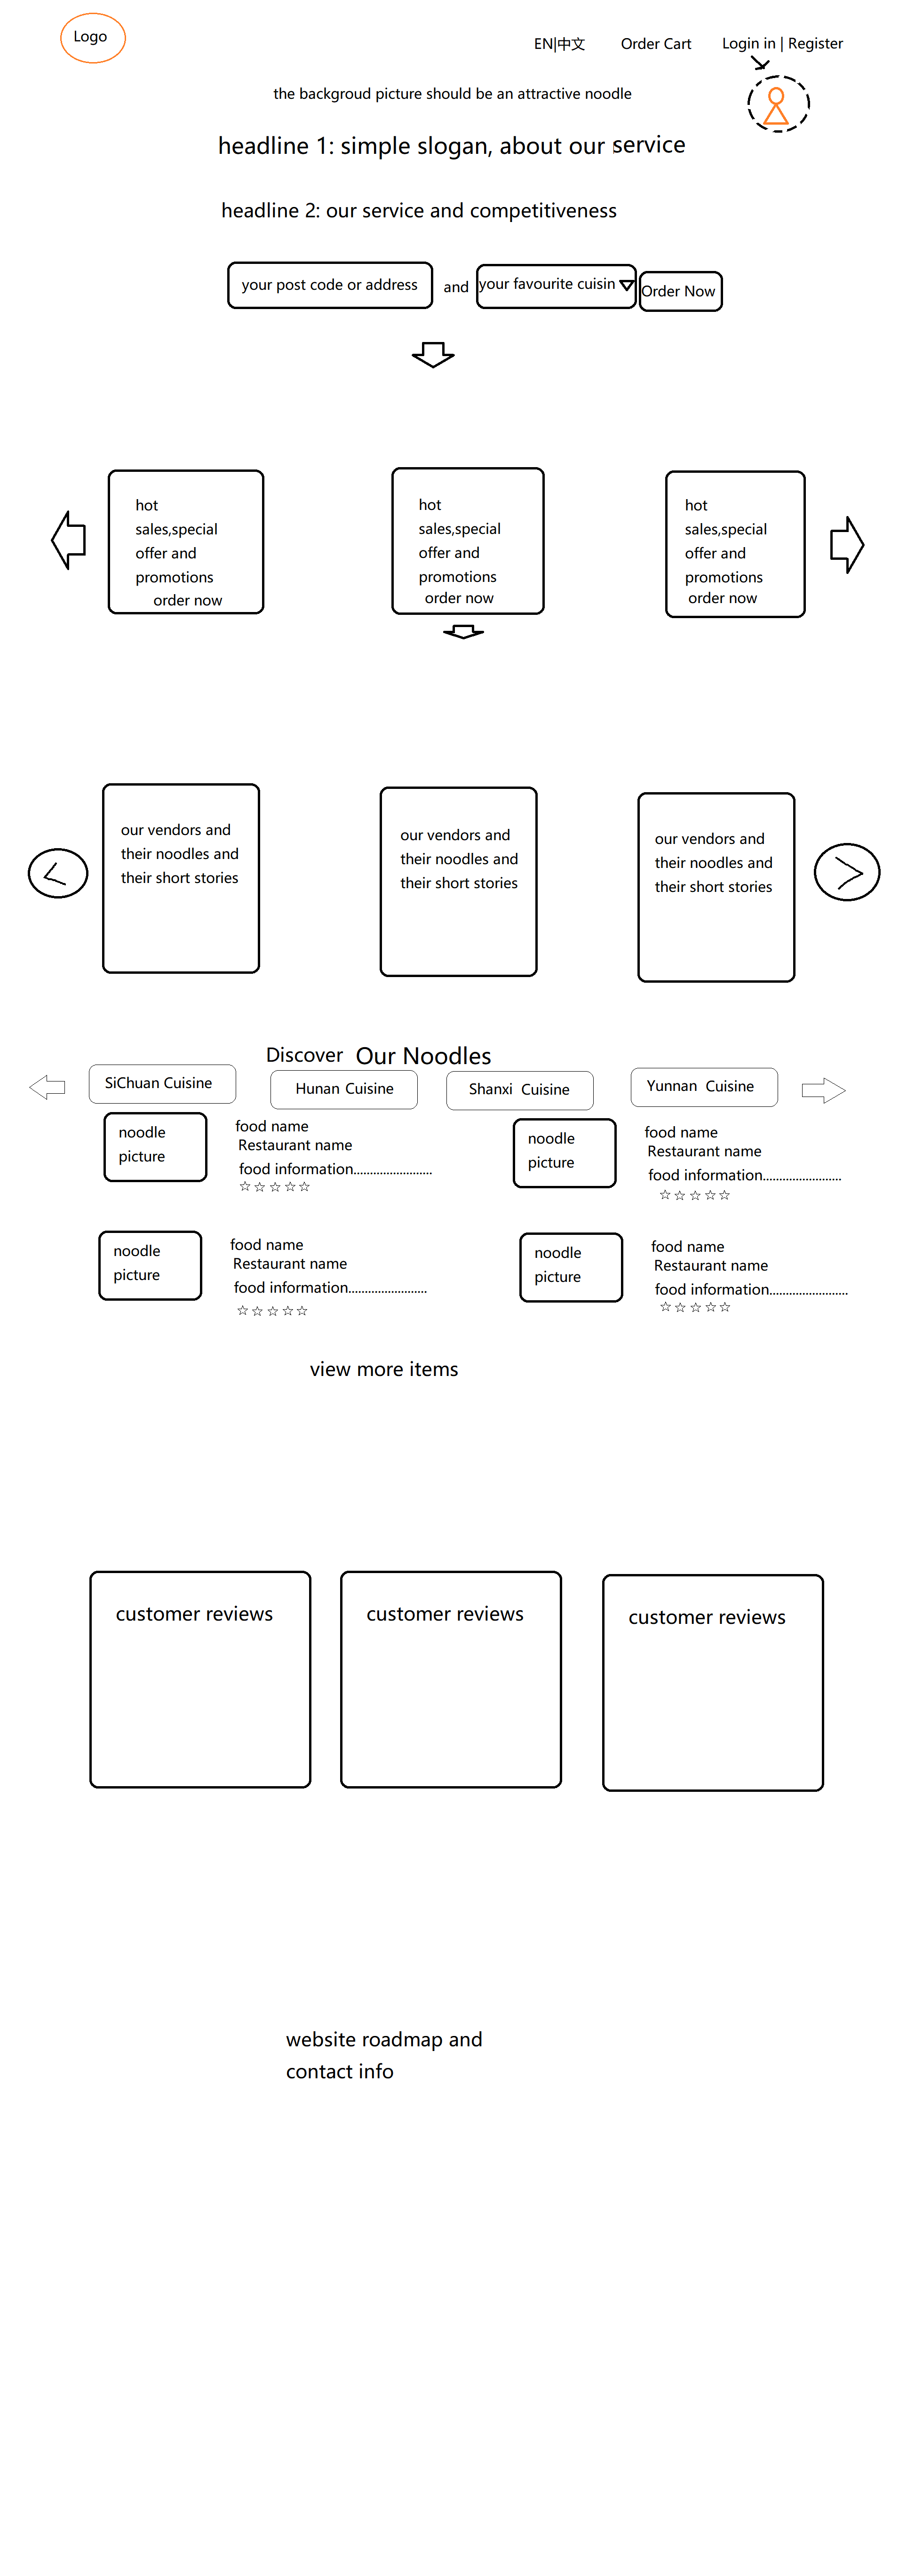 Logo
EN|中文 Order Cart Login in | Register
the backgroud picture should be an attractive noodle
headline 1: simple slogan, about our service
headline 2: our service and competitiveness
your post code or address and your favourite cuisin Order Now
hot
sales,special
offer and
promotions
order now
hot
sales,special
offer and
promotions
order now
hot
sales,special
offer and
promotions
order now
our vendors and
their noodles and
their short stories
our vendors and
their noodles and
their short stories
our vendors and
their noodles and
their short stories
Discover Our Noodles
SiChuan Cuisine Hunan Cuisine Shanxi Cuisine Yunnan Cuisine
noodle
picture
food name
Restaurant name
food information........................
☆☆☆☆☆
noodle
picture
food name
Restaurant name
food information........................
☆☆☆☆☆
noodle
picture
food name
Restaurant name
food information........................
☆☆☆☆☆
noodle
picture
food name
Restaurant name
food information........................
☆☆☆☆☆
view more items
customer reviews
customer reviews
customer reviews
website roadmap and
contact info